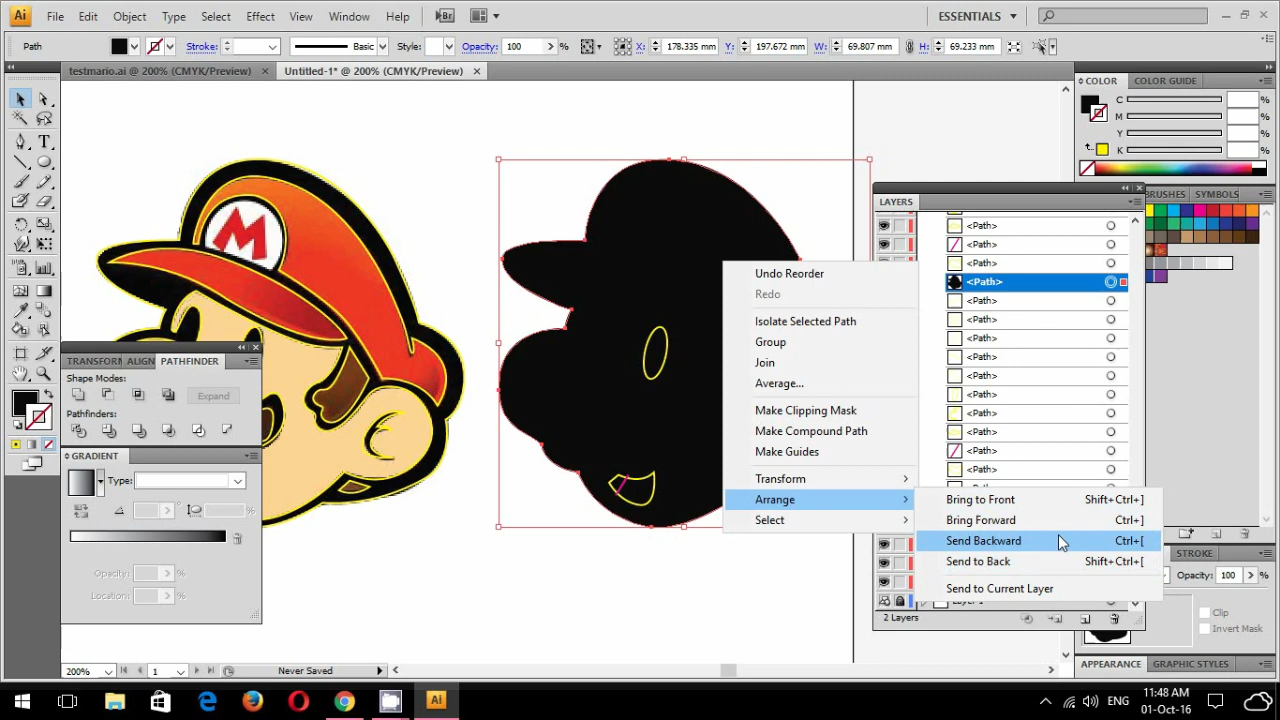 Ai File Edit Object Type Select Effect View Window Help Br ESSENTIALS
Path Stroke: Basic Style: Opacity: 100 % X: 178.335 mm Y: 197.672 mm W: 69.807 mm H: 69.233 mm
testmario.ai @ 200% (CMYK/Preview) Untitled-1* @ 200% (CMYK/Preview)
COLOR COLOR GUIDE
C %
M %
Y %
K %
BRUSHES SYMBOLS
LAYERS
<Path>
<Path>
<Path>
<Path>
<Path>
<Path>
<Path>
<Path>
<Path>
<Path>
<Path>
<Path>
<Path>
<Path>
Layer 1
2 Layers
M
T
Undo Reorder
Redo
Isolate Selected Path
Group
Join
Average...
Make Clipping Mask
Make Compound Path
Make Guides
Transform
Arrange
Select
Bring to Front Shift+Ctrl+]
Bring Forward Ctrl+]
Send Backward Ctrl+[
Send to Back Shift+Ctrl+[
Send to Current Layer
TRANSFORM ALIGN PATHFINDER
Shape Modes:
Expand
Pathfinders:
GRADIENT
Type:
%
Opacity: %
Location: %
STROKE
Opacity: 100 %
Clip
Invert Mask
APPEARANCE GRAPHIC STYLES
200% 1 Never Saved
Ai ENG 11:48 AM
01-Oct-16